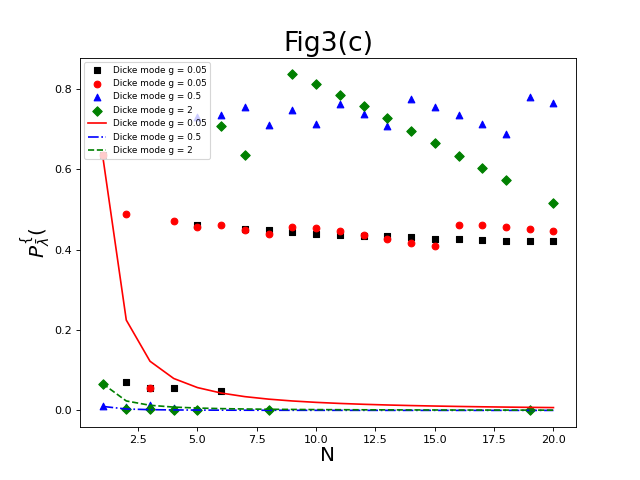 Fig3(c)
Dicke mode g = 0.05
Dicke mode g = 0.05
Dicke mode g = 0.5
Dicke mode g = 2
Dicke mode g = 0.05
Dicke mode g = 0.5
Dicke mode g = 2
0.8
0.6
0.4
0.2
0.0
2.5 5.0 7.5 10.0 12.5 15.0 17.5 20.0
N